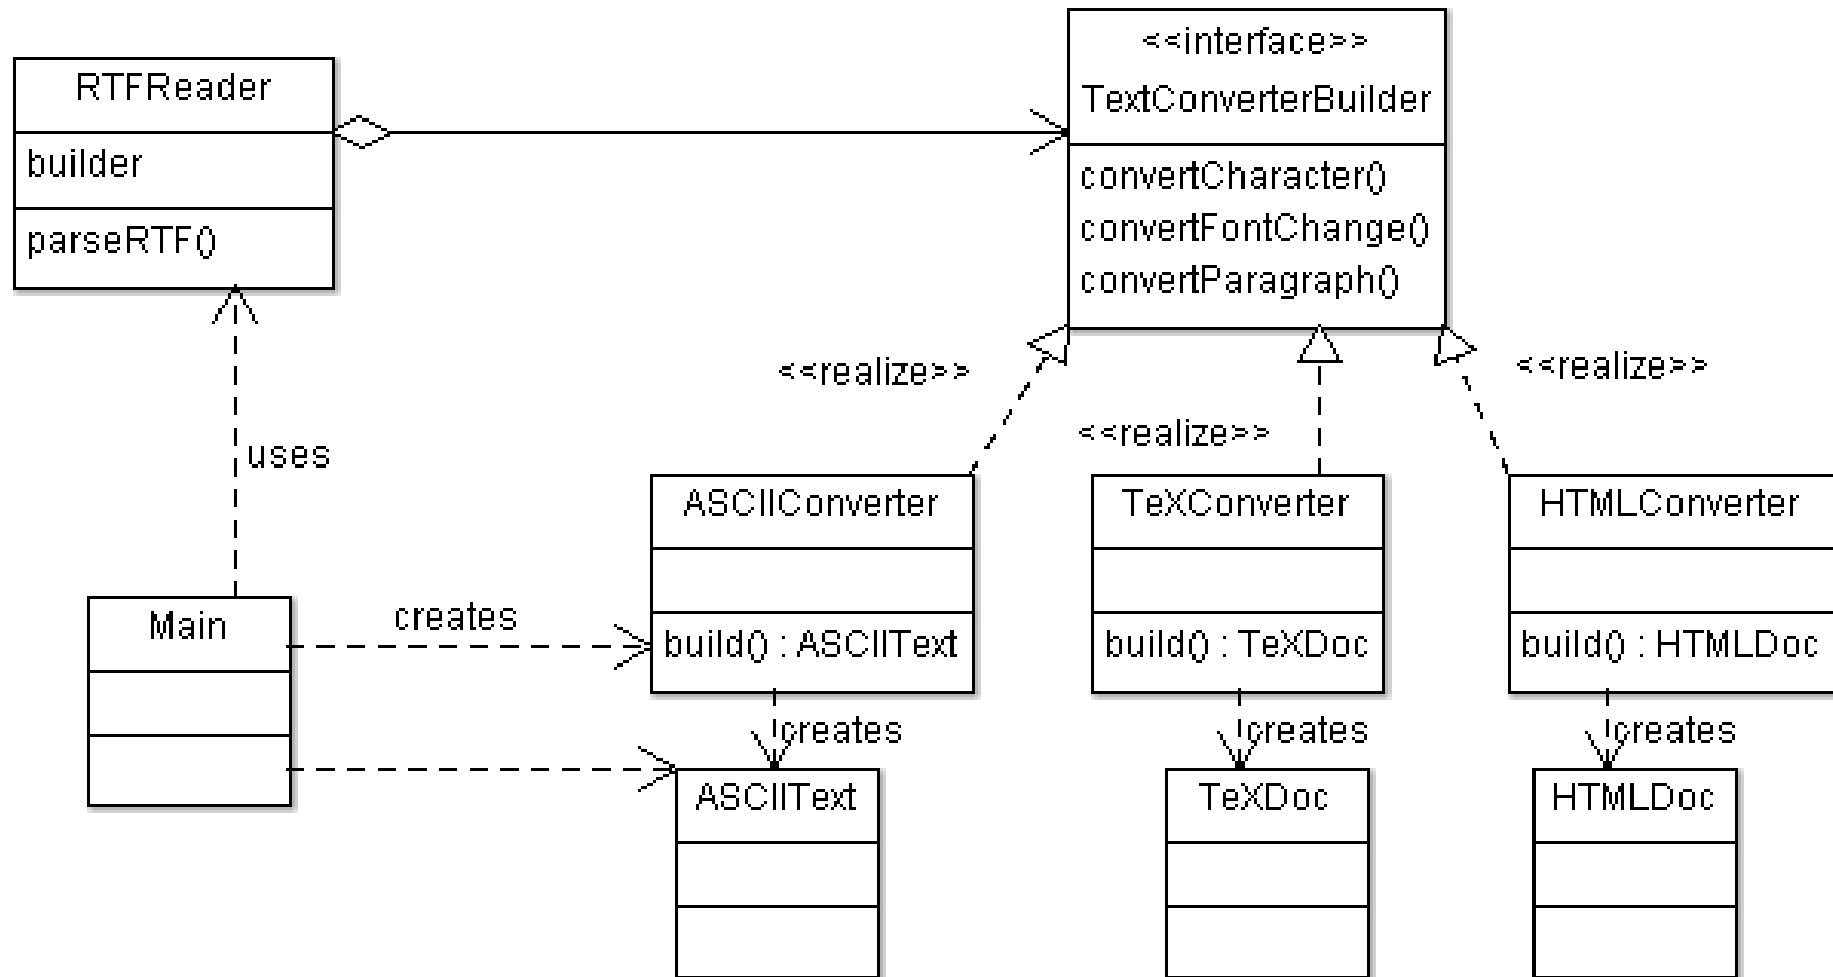 RTFReader
builder
parseRTF()
<<interface>>
TextConverterBuilder
convertCharacter()
convertFontChange()
convertParagraph()
<<realize>>
<<realize>>
<<realize>>
uses
Main
creates
ASCIIConverter
build() : ASCIIText
TeXConverter
build() : TeXDoc
HTMLConverter
build() : HTMLDoc
creates
creates
creates
ASCIIText
TeXDoc
HTMLDoc